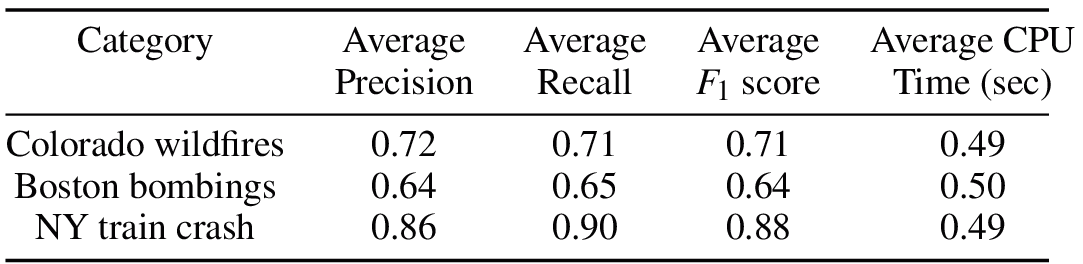 Category Average Average Average Average CPU
Precision Recall F1 score Time (sec)
Colorado wildfires 0.72 0.71 0.71 0.49
Boston bombings 0.64 0.65 0.64 0.50
NY train crash 0.86 0.90 0.88 0.49